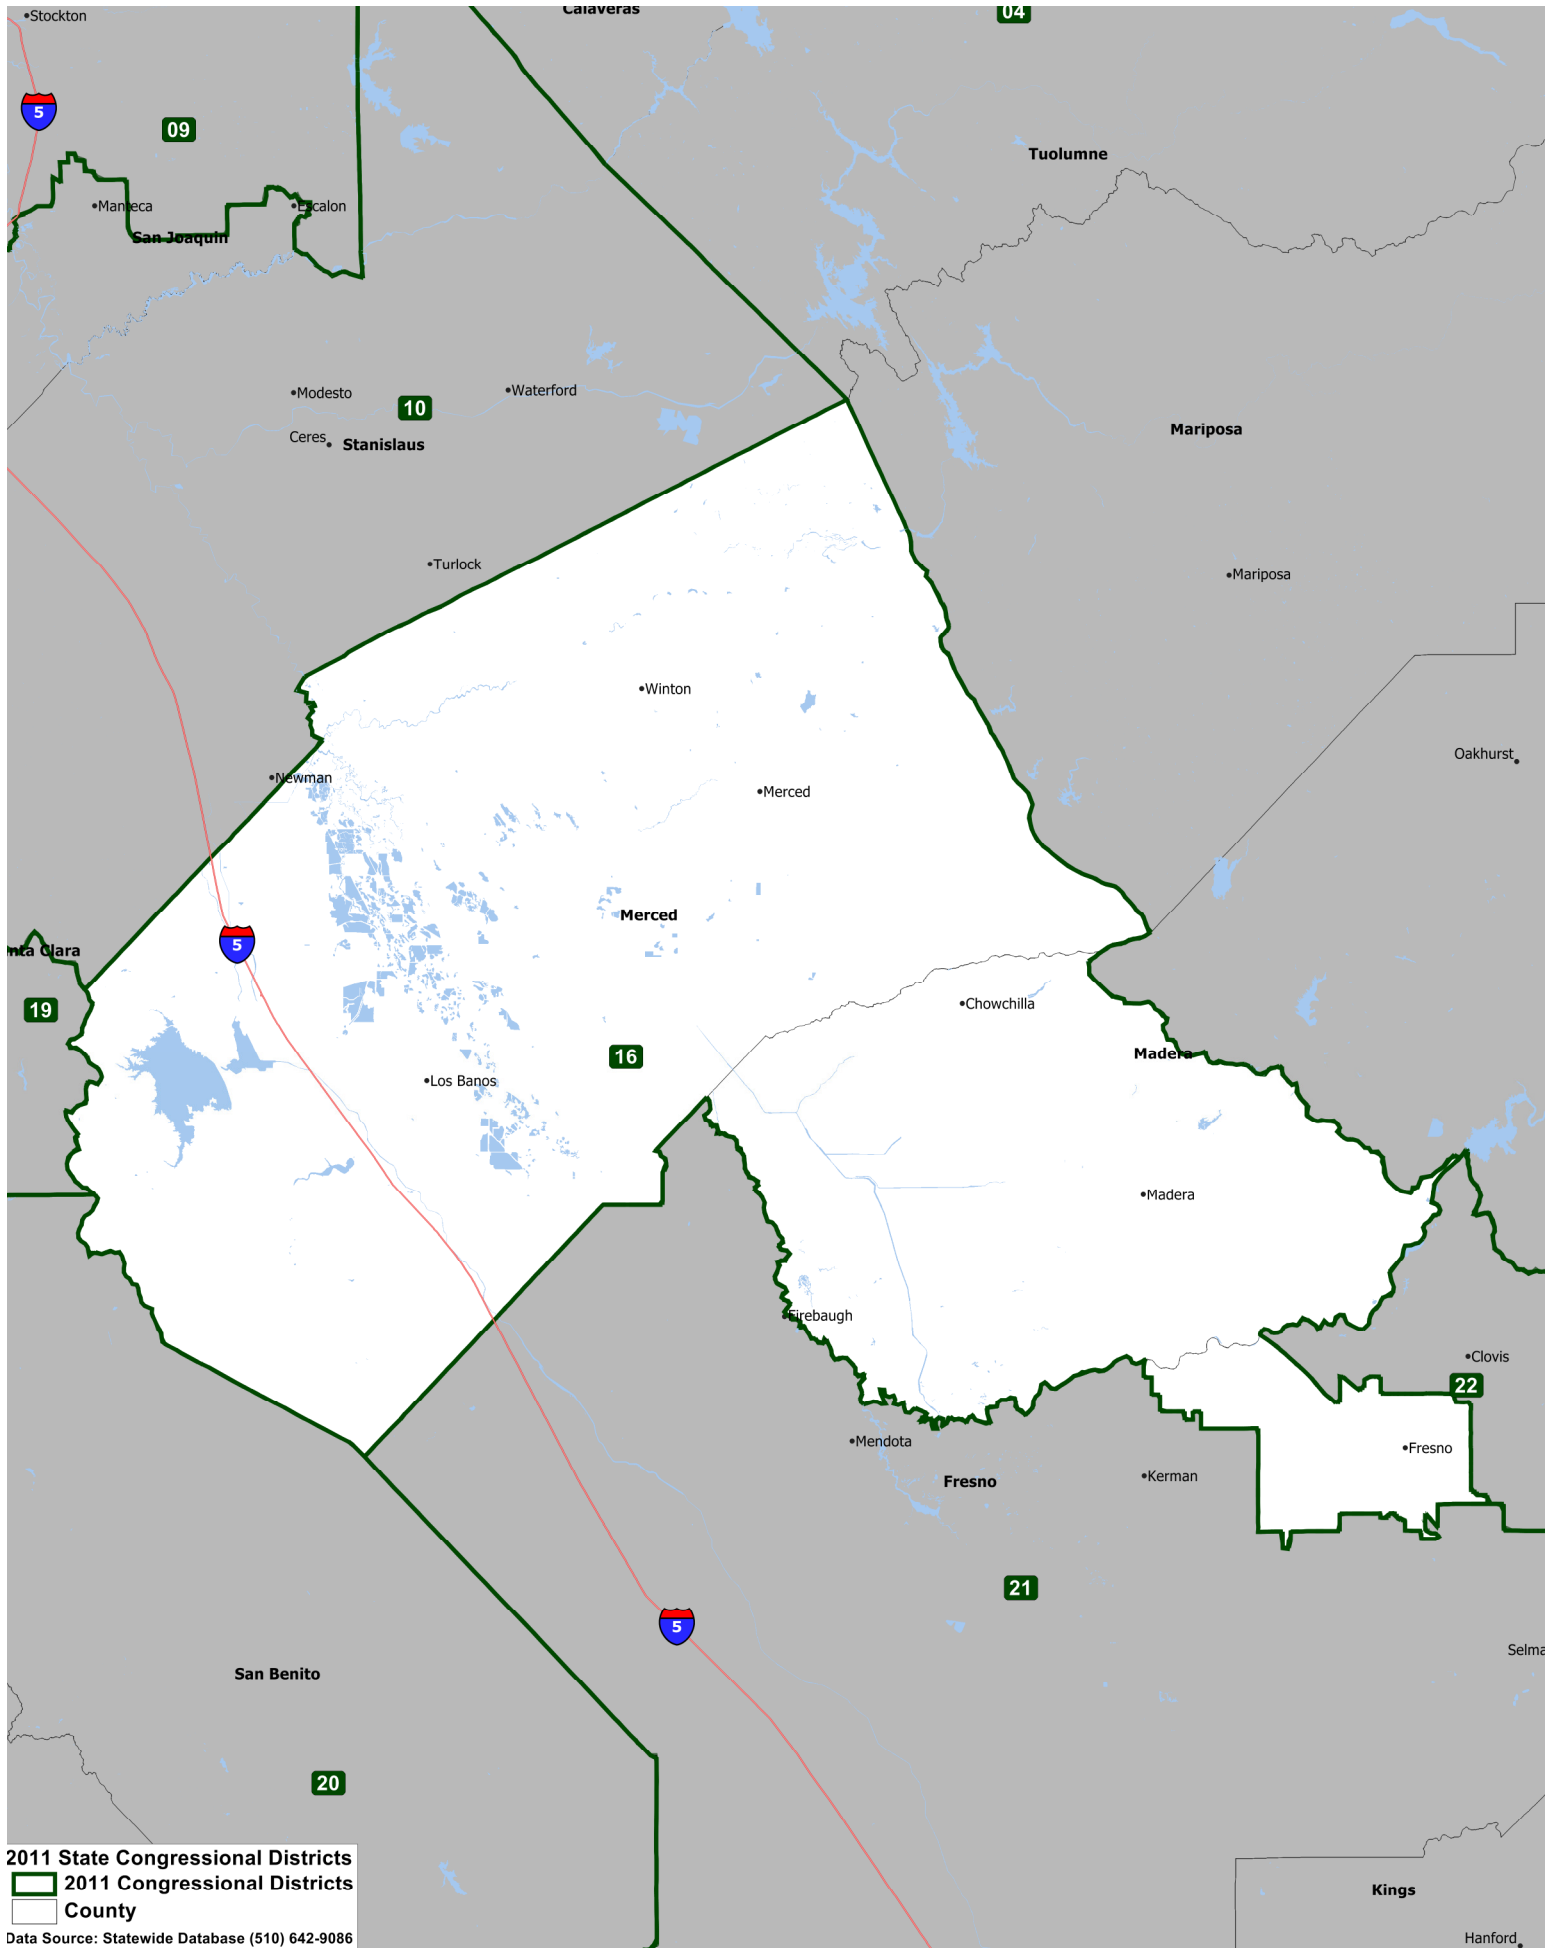 Calaveras
04
Stockton
5
09
Tuolumne
Manteca
Escalon
San Joaquin
Modesto
Waterford
10
Ceres
Stanislaus
Mariposa
Turlock
Mariposa
Winton
Oakhurst
Newman
Merced
Merced
5
nta Clara
19
Chowchilla
16
Madera
Los Banos
Madera
Firebaugh
Clovis
22
Mendota
Fresno
Fresno
Kerman
21
5
Selma
San Benito
20
2011 State Congressional Districts
2011 Congressional Districts
County
Data Source: Statewide Database (510) 642-9086
Kings
Hanford